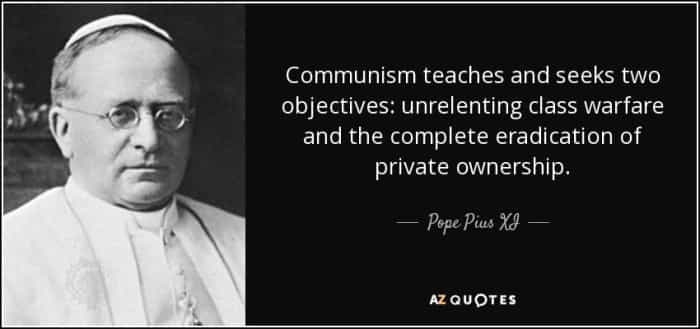 Communism teaches and seeks two
objectives: unrelenting class warfare
and the complete eradication of
private ownership.
— Pope Pius XI —
AZ QUOTES